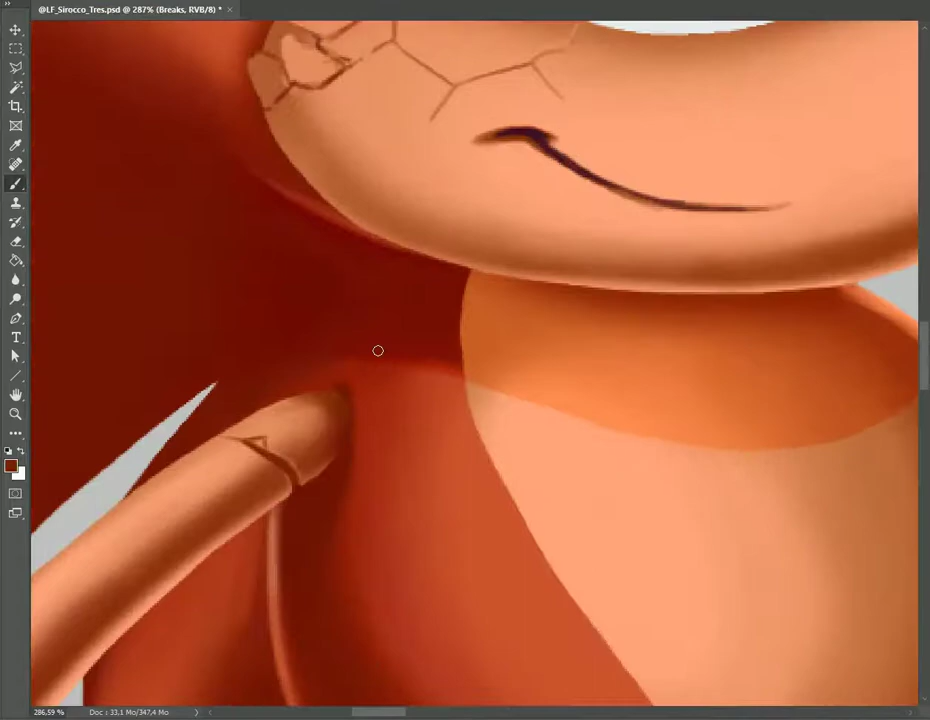 @LF_Sirocco_Tres.psd @ 287% (Breaks, RVB/8) * ×
T
286,59 % Doc : 33,1 Mo/347,4 Mo